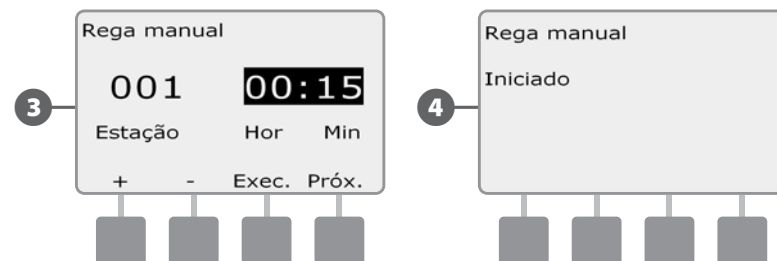 3
Rega manual
001 00:15
Estação Hor Min
+ - Exec. Próx.
4
Rega manual
Iniciado